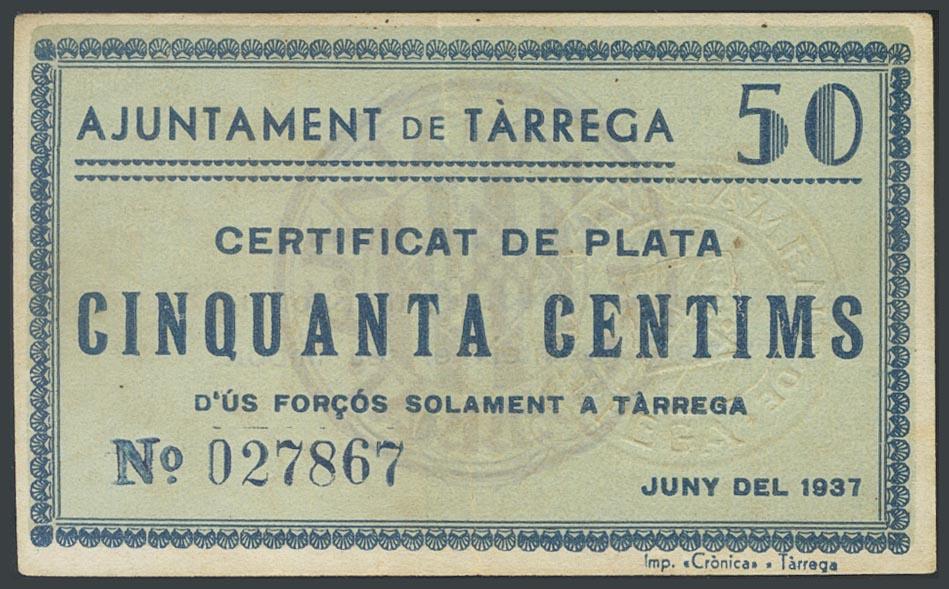 AJUNTAMENT DE TÀRREGA 50
CERTIFICAT DE PLATA
CINQUANTA CENTIMS
D'ÚS FORÇÓS SOLAMENT A TÀRREGA
Nº 027867
JUNY DEL 1937
Imp. «Crònica» - Tàrrega